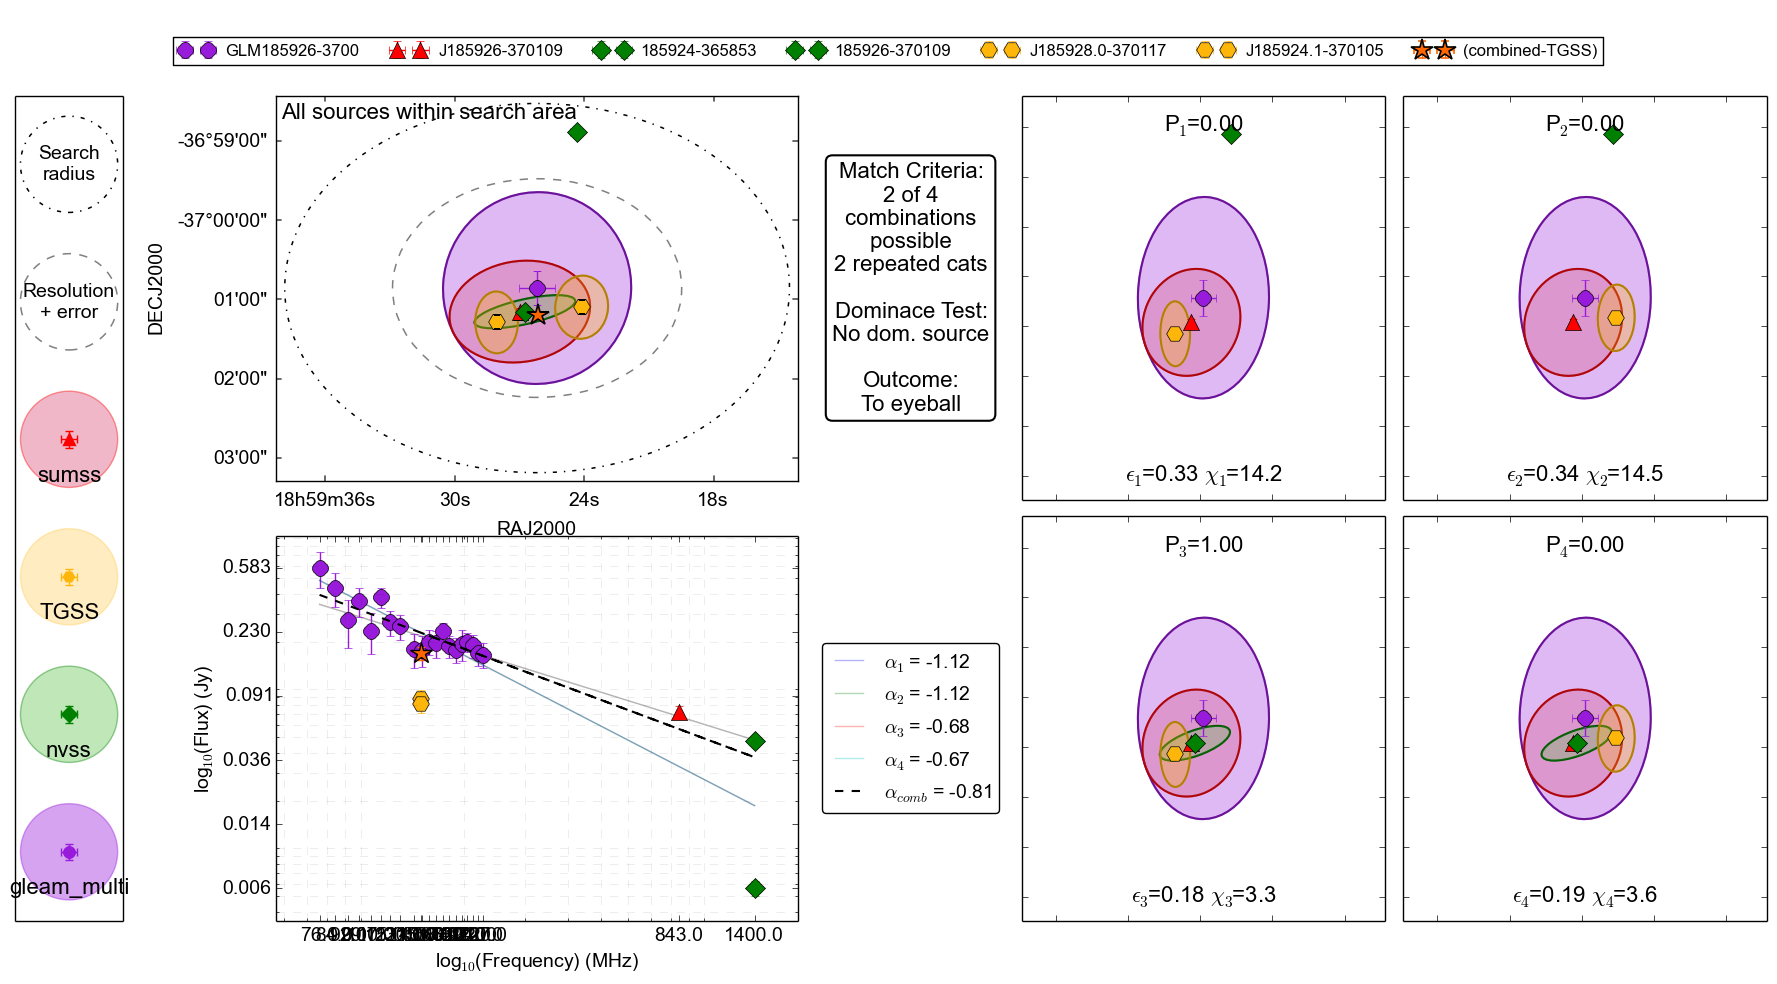 GLM185926-3700 J185926-370109 185924-365853 185926-370109 J185928.0-370117 J185924.1-370105 (combined-TGSS)
Search
radius
Resolution
+ error
sumss
TGSS
nvss
gleam_multi
All sources within search area
-36°59'00"
-37°00'00"
01'00"
02'00"
03'00"
DECJ2000
18h59m36s 30s 24s 18s
RAJ2000
Match Criteria:
2 of 4
combinations
possible
2 repeated cats
Dominace Test:
No dom. source
Outcome:
To eyeball
P1=0.00
ϵ1=0.33 χ1=14.2
P2=0.00
ϵ2=0.34 χ2=14.5
0.583
0.230
0.091
0.036
0.014
0.006
log10(Flux) (Jy)
843.0 1400.0
log10(Frequency) (MHz)
α1 = -1.12
α2 = -1.12
α3 = -0.68
α4 = -0.67
αcomb = -0.81
P3=1.00
ϵ3=0.18 χ3=3.3
P4=0.00
ϵ4=0.19 χ4=3.6